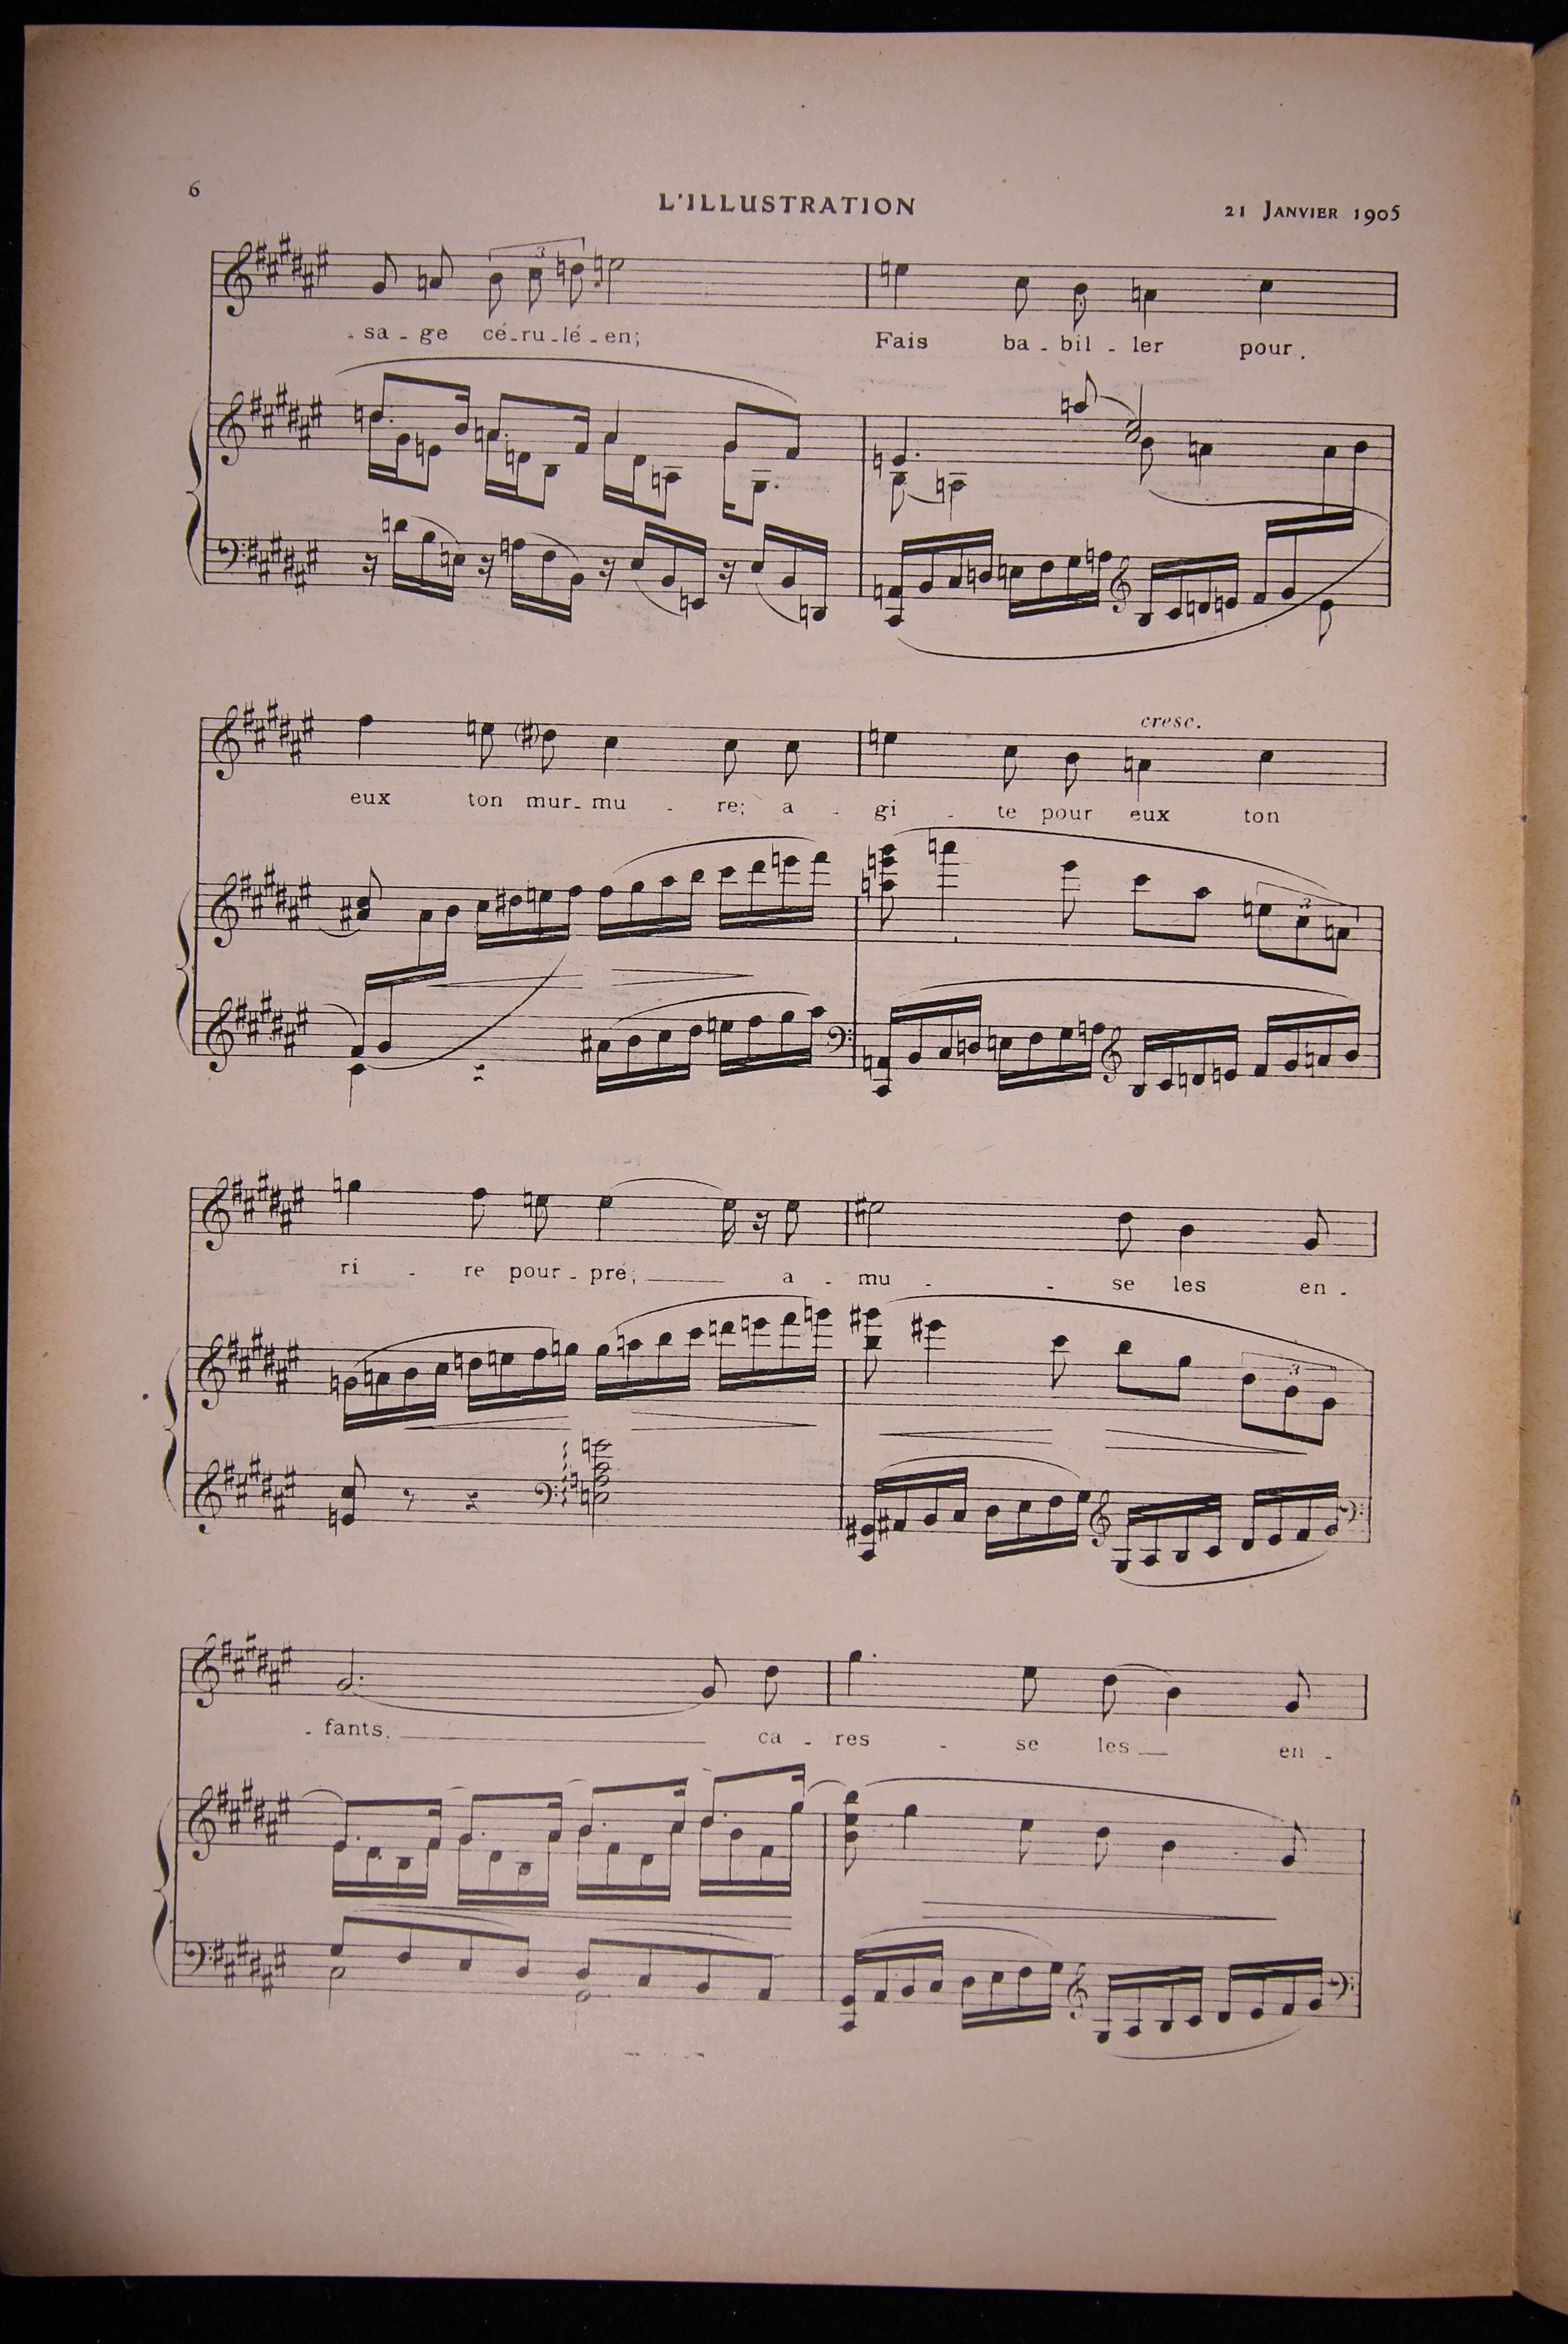 6
L'ILLUSTRATION
21 JANVIER 1905
3
- sa - ge cé-ru-lé-en; Fais ba-bil-ler pour.
cresc.
eux ton mur-mu - re; a - gi - te pour eux ton
3
ri - re pour-pre; a - mu - - se les en-
3
- fants, ca - res - se les en -